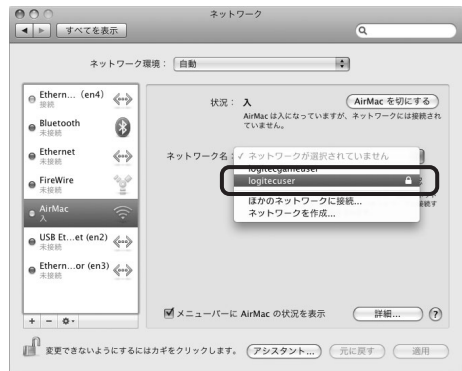 ネットワーク
すべてを表示
ネットワーク環境： 自動
Ethern... (en4)
接続
Bluetooth
未接続
Ethernet
未接続
FireWire
未接続
AirMac
入
USB Et...et (en2)
未接続
Ethern...or (en3)
未接続
状況： 入
AirMac を切にする
AirMac は入になっていますが、ネットワークには接続され
ていません。
ネットワーク名： ✓ ネットワークが選択されていません
logitecgameuser
logitecuser
ほかのネットワークに接続...
ネットワークを作成...
メニューバーに AirMac の状況を表示
詳細...
?
変更できないようにするにはカギをクリックします。
アシスタント...
元に戻す
適用